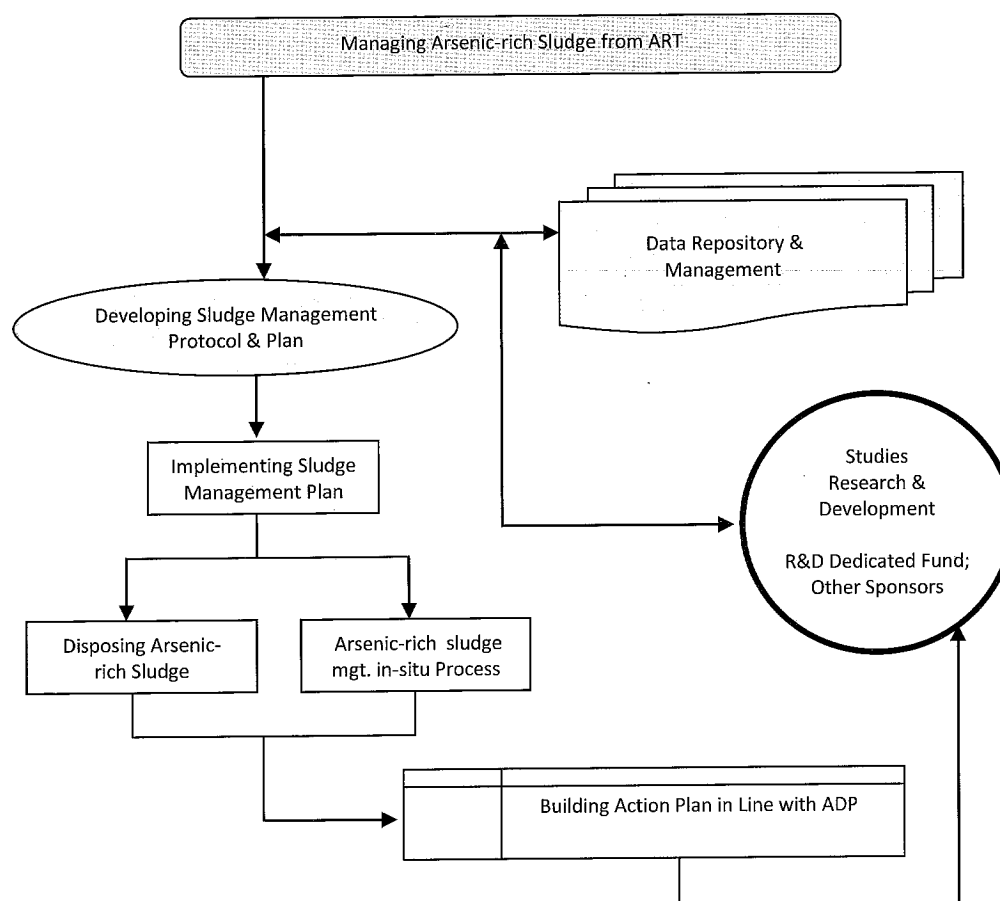 Managing Arsenic-rich Sludge from ART
Data Repository &
Management
Developing Sludge Management
Protocol & Plan
Implementing Sludge
Management Plan
Studies
Research &
Development
R&D Dedicated Fund;
Other Sponsors
Disposing Arsenic-
rich Sludge
Arsenic-rich sludge
mgt. in-situ Process
Building Action Plan in Line with ADP